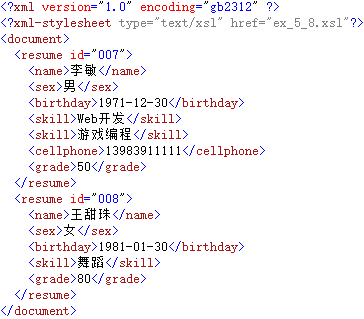 <?xml version="1.0" encoding="gb2312" ?>
<?xml-stylesheet type="text/xsl" href="ex_5_8.xsl"?>
<document>
<resume id="007">
<name>李敏</name>
<sex>男</sex>
<birthday>1971-12-30</birthday>
<skill>Web开发</skill>
<skill>游戏编程</skill>
<cellphone>13983911111</cellphone>
<grade>50</grade>
</resume>
<resume id="008">
<name>王甜珠</name>
<sex>女</sex>
<birthday>1981-01-30</birthday>
<skill>舞蹈</skill>
<grade>80</grade>
</resume>
</document>